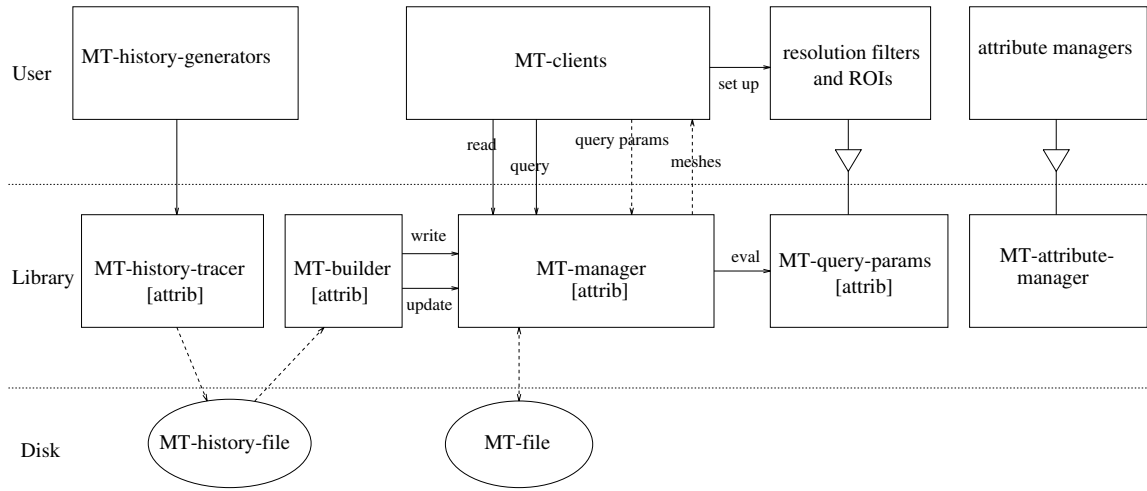 User
MT-history-generators
MT-clients
set up
resolution filters
and ROIs
attribute managers
read
query
query params
meshes
Library
MT-history-tracer
[attrib]
MT-builder
[attrib]
write
update
MT-manager
[attrib]
eval
MT-query-params
[attrib]
MT-attribute-
manager
Disk
MT-history-file
MT-file